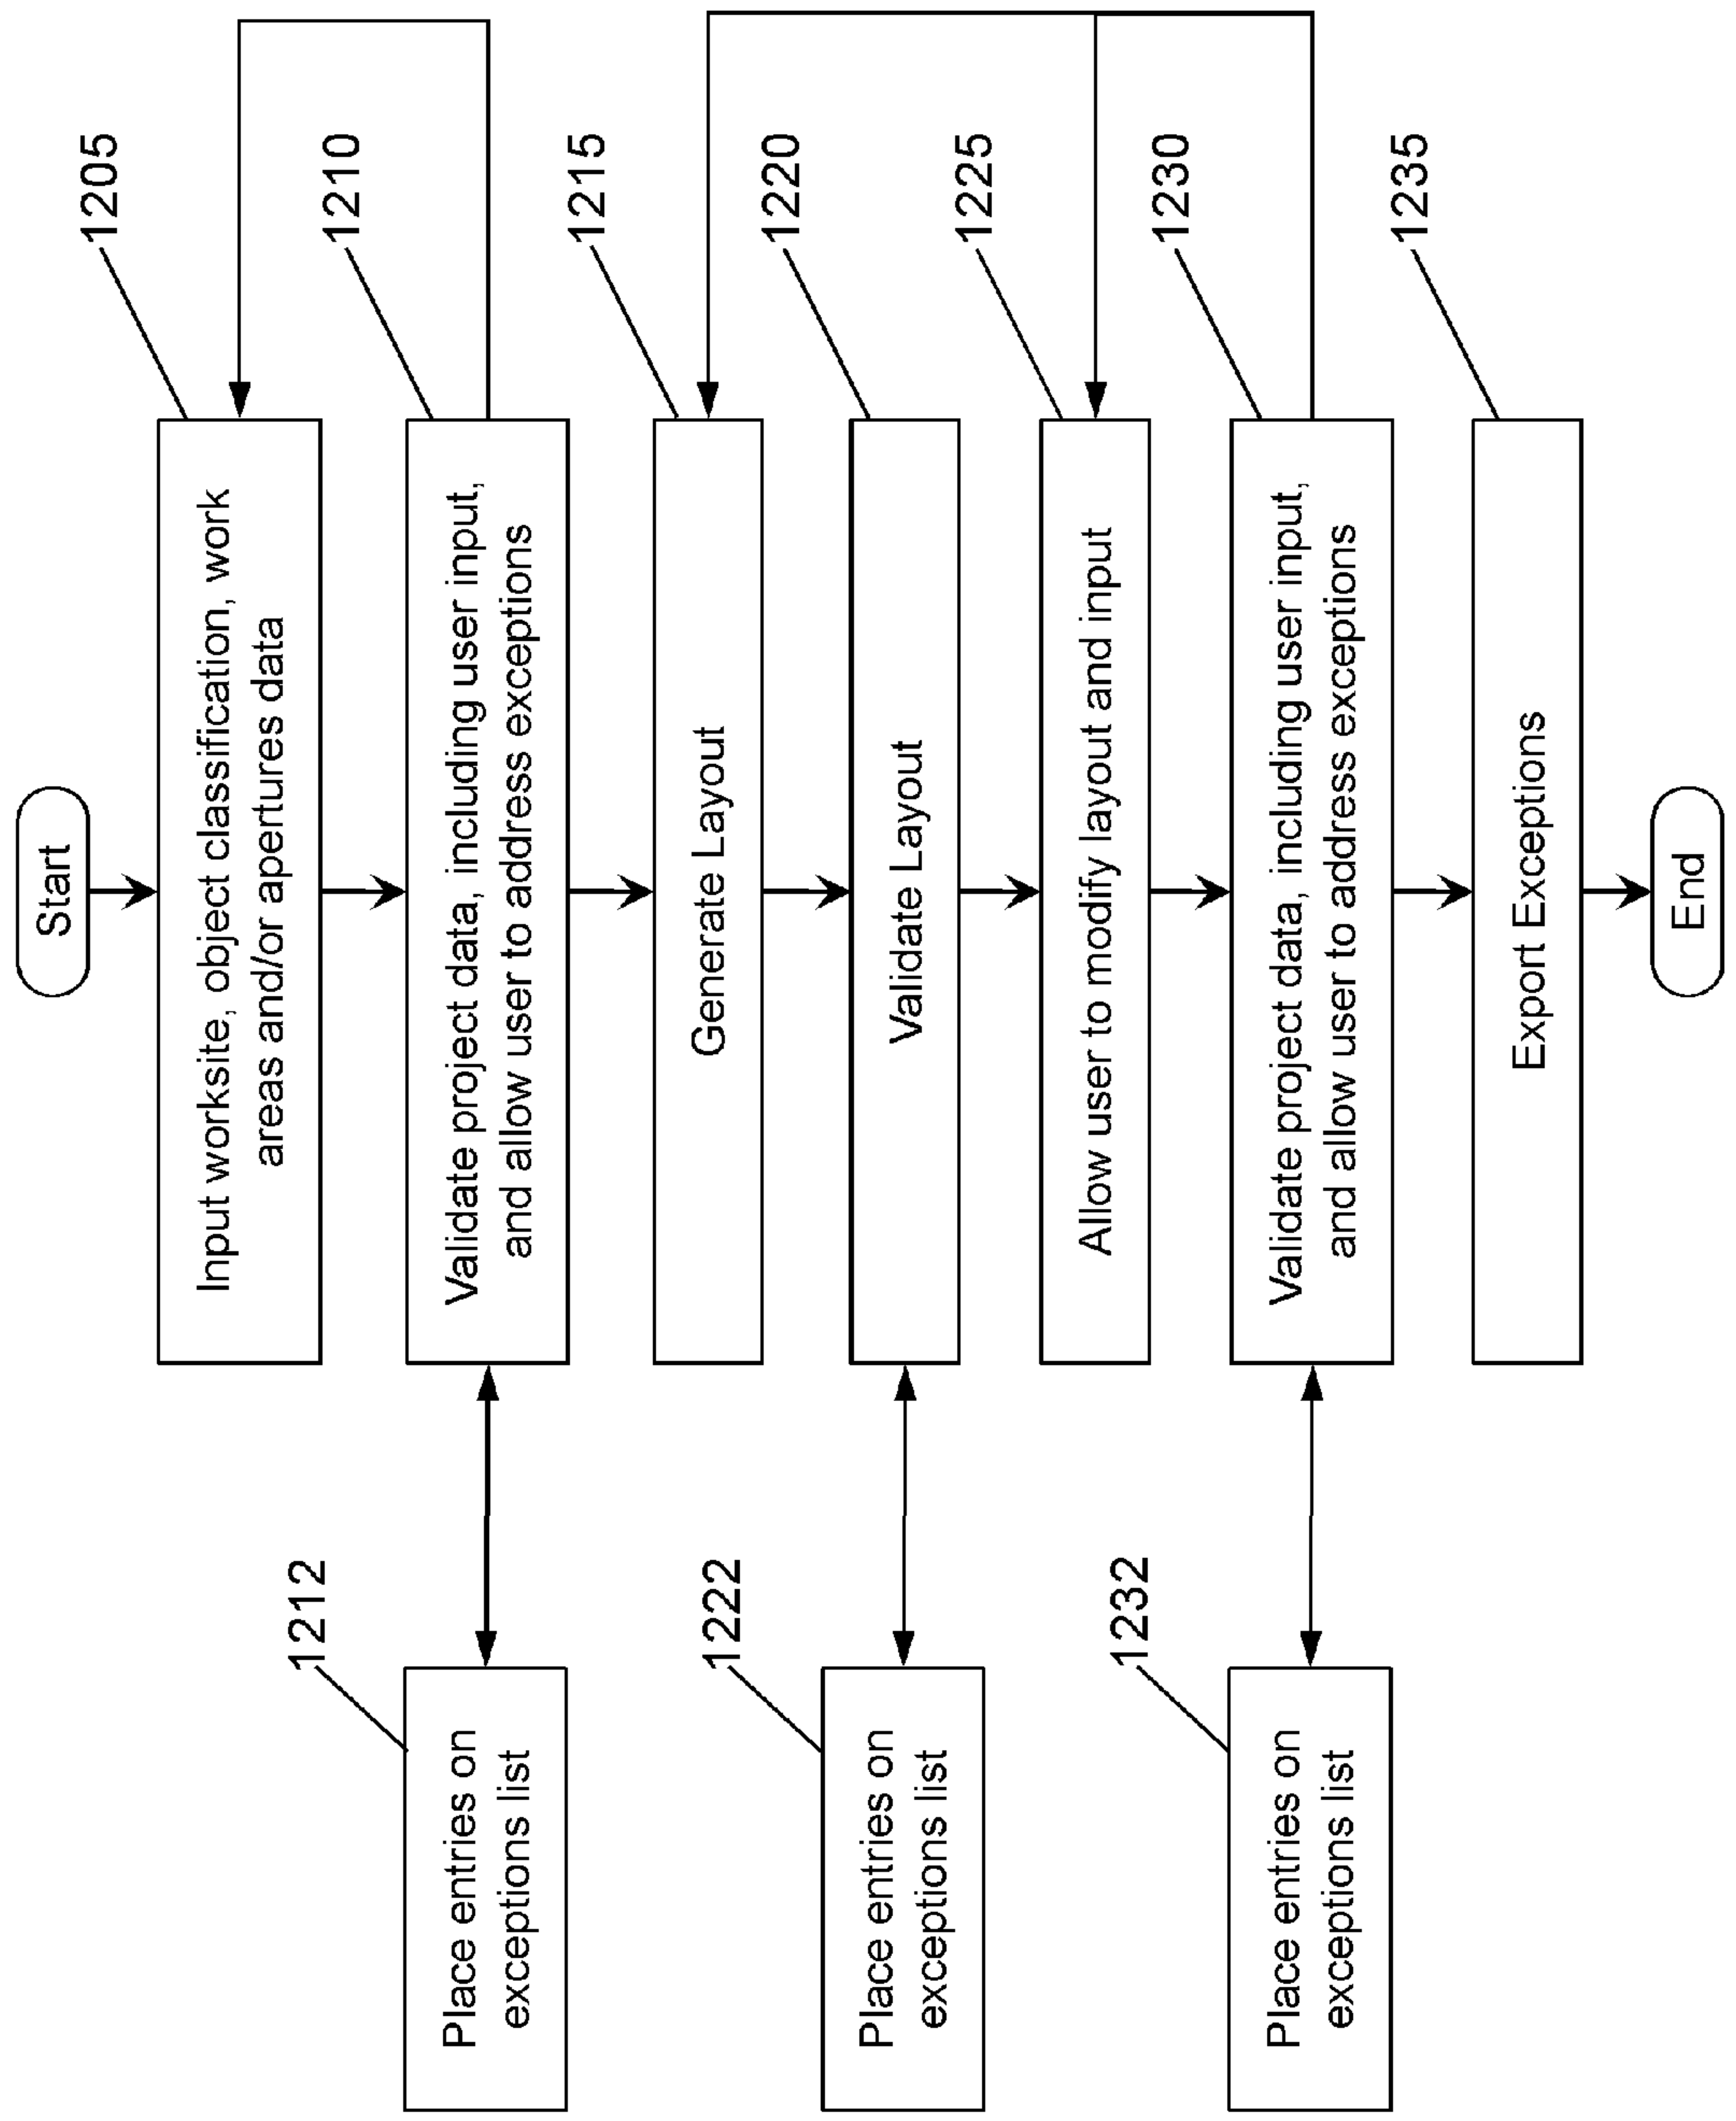 Start
1205
Input worksite, object classification, work
areas and/or apertures data
1210
Validate project data, including user input,
and allow user to address exceptions
1212
Place entries on
exceptions list
1215
Generate Layout
1220
Validate Layout
1222
Place entries on
exceptions list
1225
Allow user to modify layout and input
1230
Validate project data, including user input,
and allow user to address exceptions
1232
Place entries on
exceptions list
1235
Export Exceptions
End